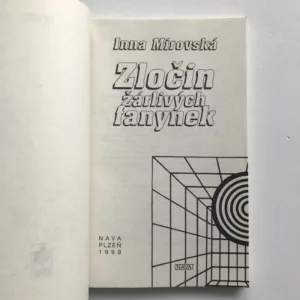 Inna Mirovská
Zločin
žárlivých
fanynek
NAVA
PLZEŇ
1999